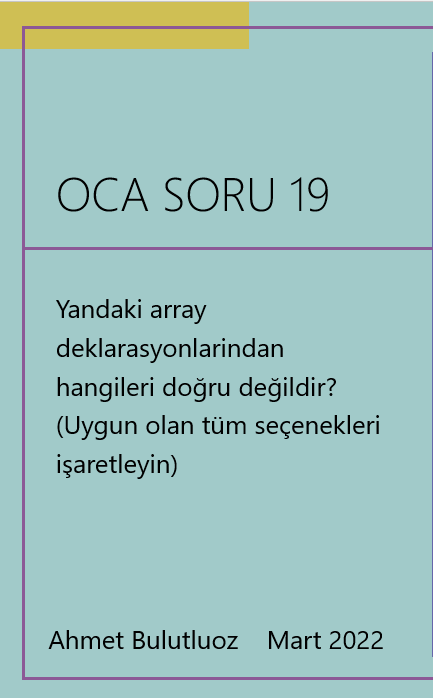 OCA SORU 19
Yandaki array
deklarasyonlarindan
hangileri doğru değildir?
(Uygun olan tüm seçenekleri
işaretleyin)
Ahmet Bulutluoz Mart 2022